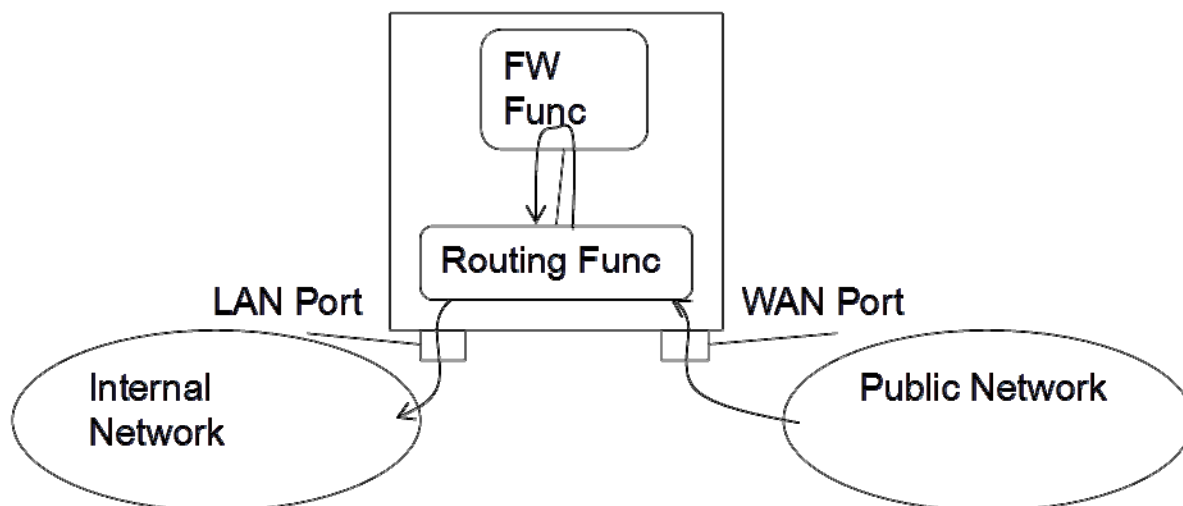 FW
Func
Routing Func
LAN Port
WAN Port
Internal
Network
Public Network